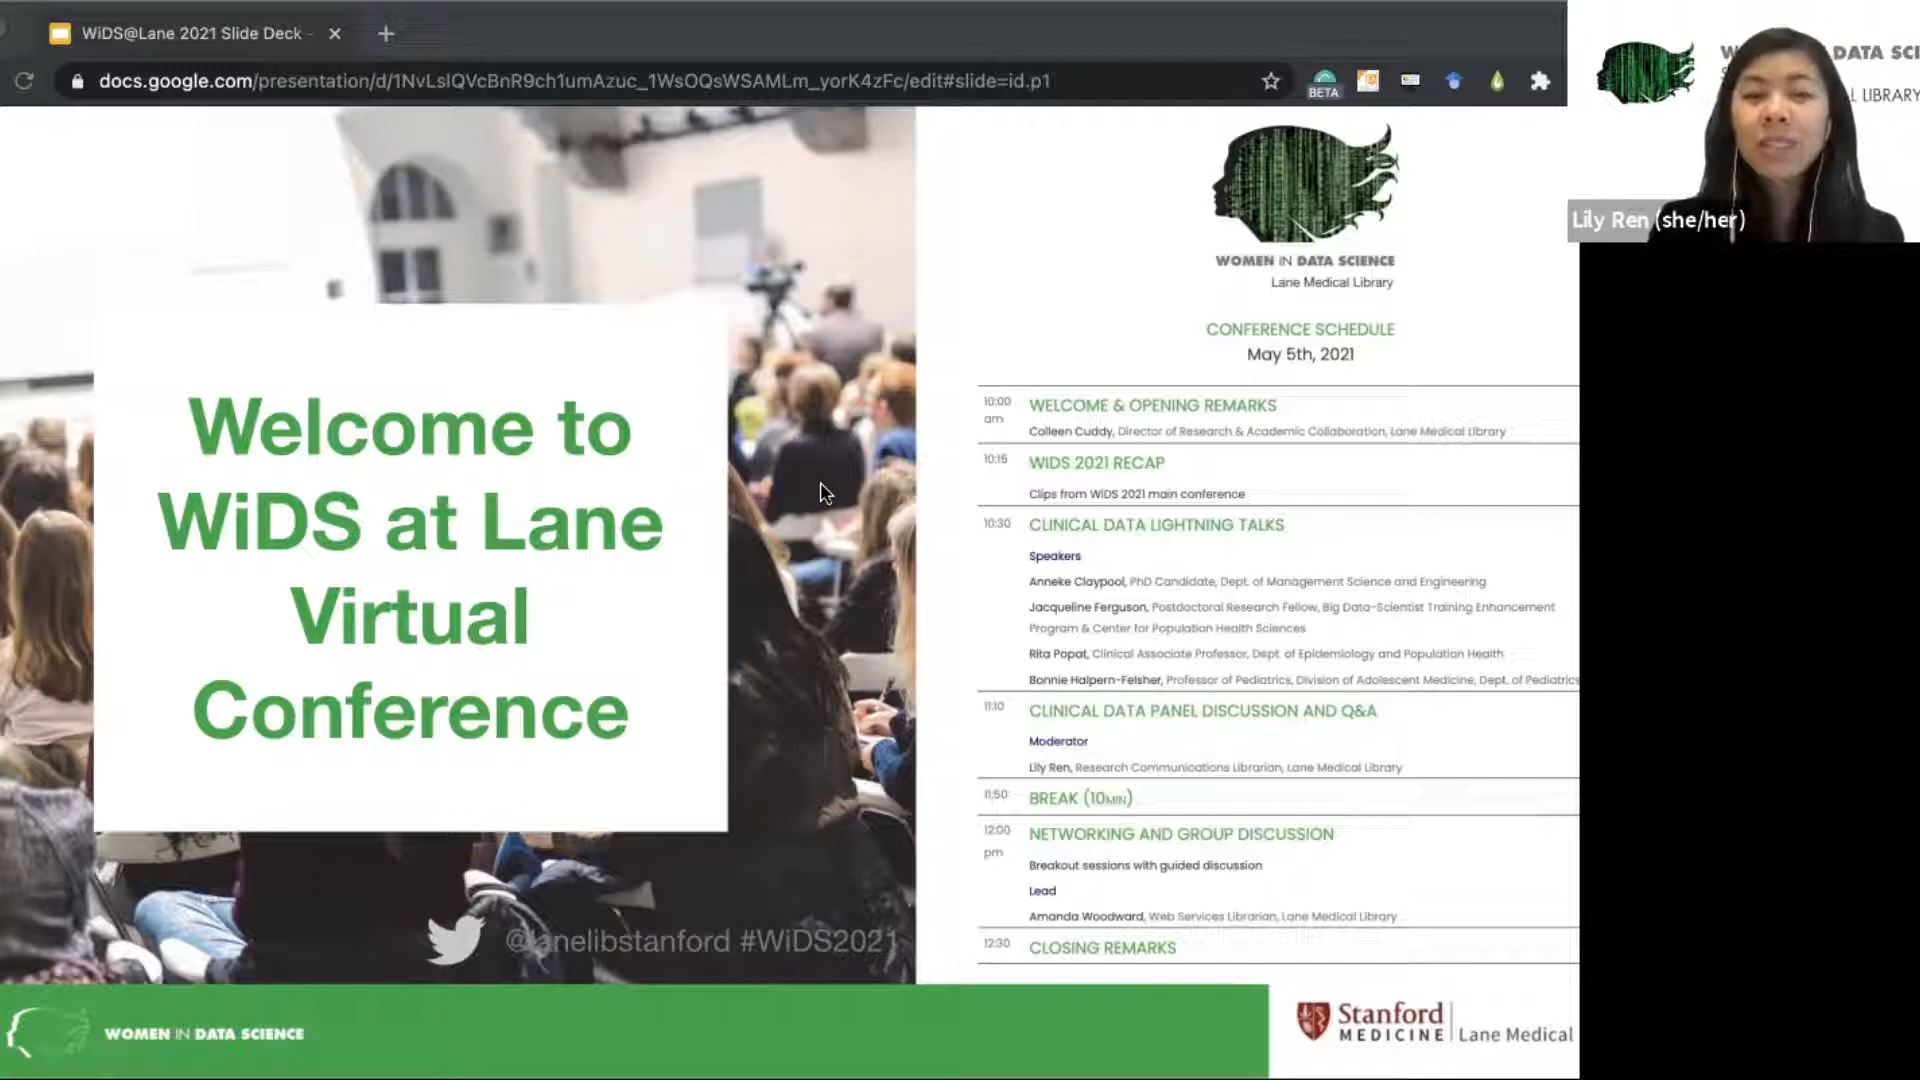 WiDS@Lane 2021 Slide Deck -
docs.google.com/presentation/d/1NvLslQVcBnR9ch1umAzuc_1WsOQsWSAMLm_yorK4zFc/edit#slide=id.p1
BETA
DATA SCI
L LIBRARY
Lily Ren (she/her)
Welcome to
WiDS at Lane
Virtual
Conference
@lanelibstanford #WiDS2021
WOMEN IN DATA SCIENCE
Lane Medical Library
CONFERENCE SCHEDULE
May 5th, 2021
10:00 am WELCOME & OPENING REMARKS
Colleen Cuddy, Director of Research & Academic Collaboration, Lane Medical Library
10:15 WIDS 2021 RECAP
Clips from WiDS 2021 main conference
10:30 CLINICAL DATA LIGHTNING TALKS
Speakers
Anneke Claypool, PhD Candidate, Dept. of Management Science and Engineering
Jacqueline Ferguson, Postdoctoral Research Fellow, Big Data-Scientist Training Enhancement
Program & Center for Population Health Sciences
Rita Popat, Clinical Associate Professor, Dept. of Epidemiology and Population Health
Bonnie Halpern-Felsher, Professor of Pediatrics, Division of Adolescent Medicine, Dept. of Pediatrics
11:10 CLINICAL DATA PANEL DISCUSSION AND Q&A
Moderator
Lily Ren, Research Communications Librarian, Lane Medical Library
11:50 BREAK (10MIN)
12:00 pm NETWORKING AND GROUP DISCUSSION
Breakout sessions with guided discussion
Lead
Amanda Woodward, Web Services Librarian, Lane Medical Library
12:30 CLOSING REMARKS
WOMEN IN DATA SCIENCE
Stanford
MEDICINE
Lane Medical